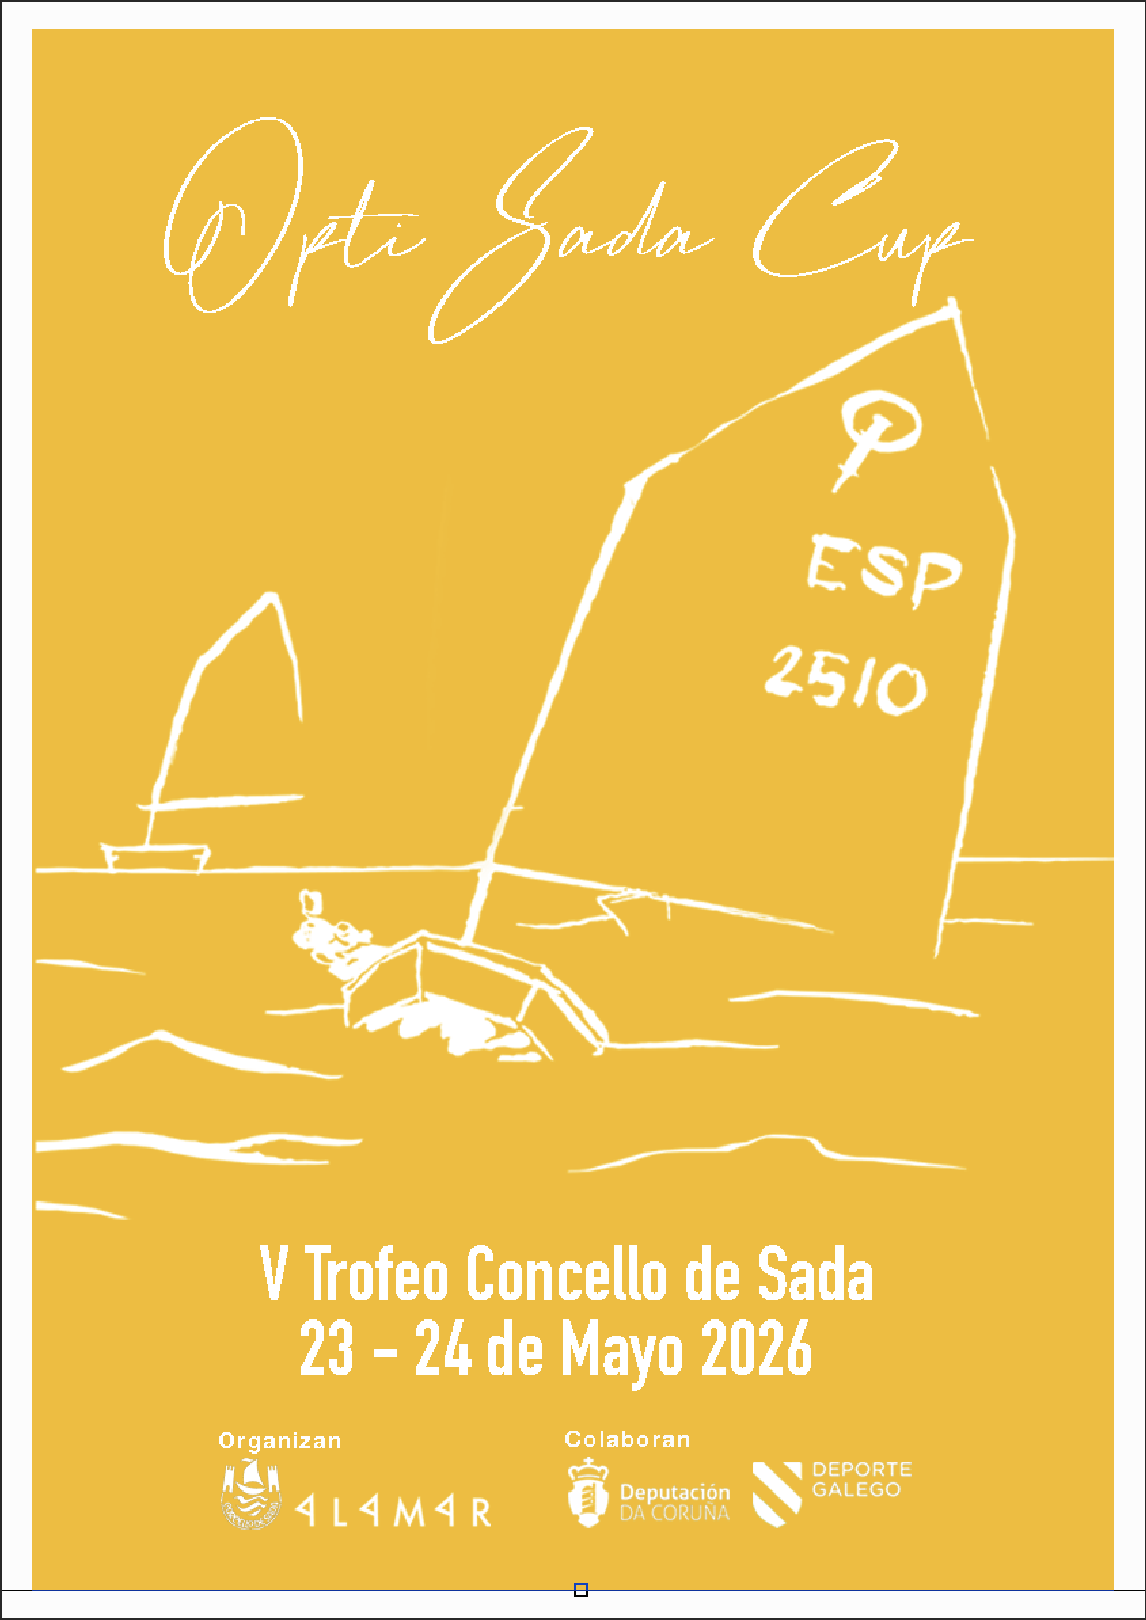 Opti Sada Cup
ESP
2510
V Trofeo Concello de Sada
23 – 24 de Mayo 2026
Organizan
Colaboran
ALAMAR
Deputación
DA CORUÑA
DEPORTE
GALEGO